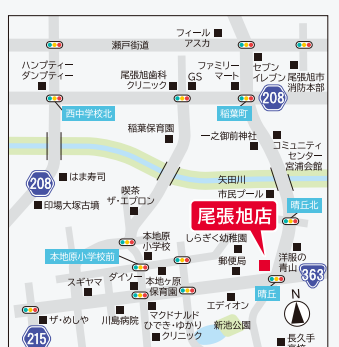 フィール
アスカ
瀬戸街道
ハンプティー
ダンプティー
尾張旭歯科
クリニック
GS
ファミリー
マート
セブン
イレブン
尾張旭市
消防本部
208
西中学校北
稲葉町
稲葉保育園
一之御前神社
コミュニティ
センター
宮浦会館
矢田川
市民プール
208
はま寿司
印場大塚古墳
喫茶
ザ・エプロン
晴丘北
尾張旭店
しらぎく幼稚園
本地原
小学校
本地原小学校前
郵便局
洋服の
青山
363
スギヤマ
ダイソー
本地ヶ原
保育園
晴丘
N
ザ・めしや
川島病院
マクドナルド
ひでき・ゆかり
クリニック
エディオン
新池公園
215
長久手